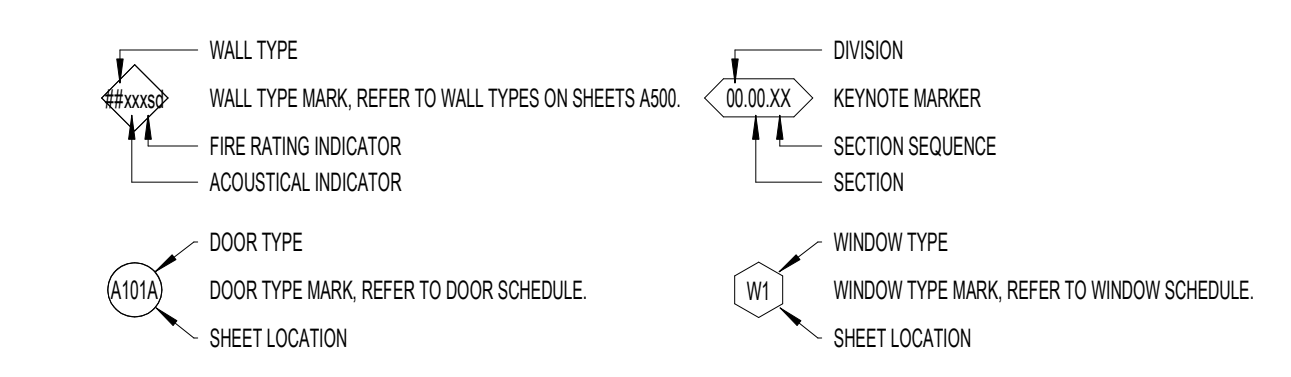 WALL TYPE
##xxxsd
WALL TYPE MARK, REFER TO WALL TYPES ON SHEETS A500.
FIRE RATING INDICATOR
ACOUSTICAL INDICATOR
DIVISION
00.00.XX
KEYNOTE MARKER
SECTION SEQUENCE
SECTION
DOOR TYPE
A101A
DOOR TYPE MARK, REFER TO DOOR SCHEDULE.
SHEET LOCATION
WINDOW TYPE
W1
WINDOW TYPE MARK, REFER TO WINDOW SCHEDULE.
SHEET LOCATION